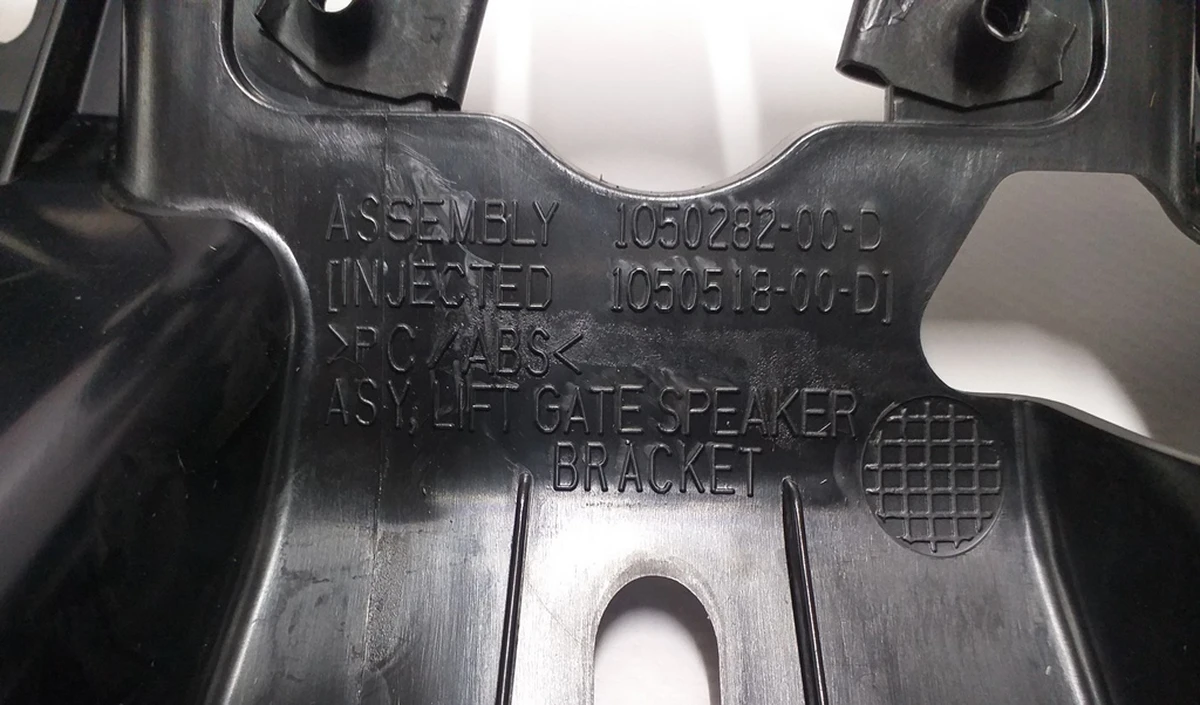 ASSEMBLY 1050282-00-D
[INJECTED 1050518-00-D]
>PC/ABS<
ASY, LIFT GATE SPEAKER
BRACKET